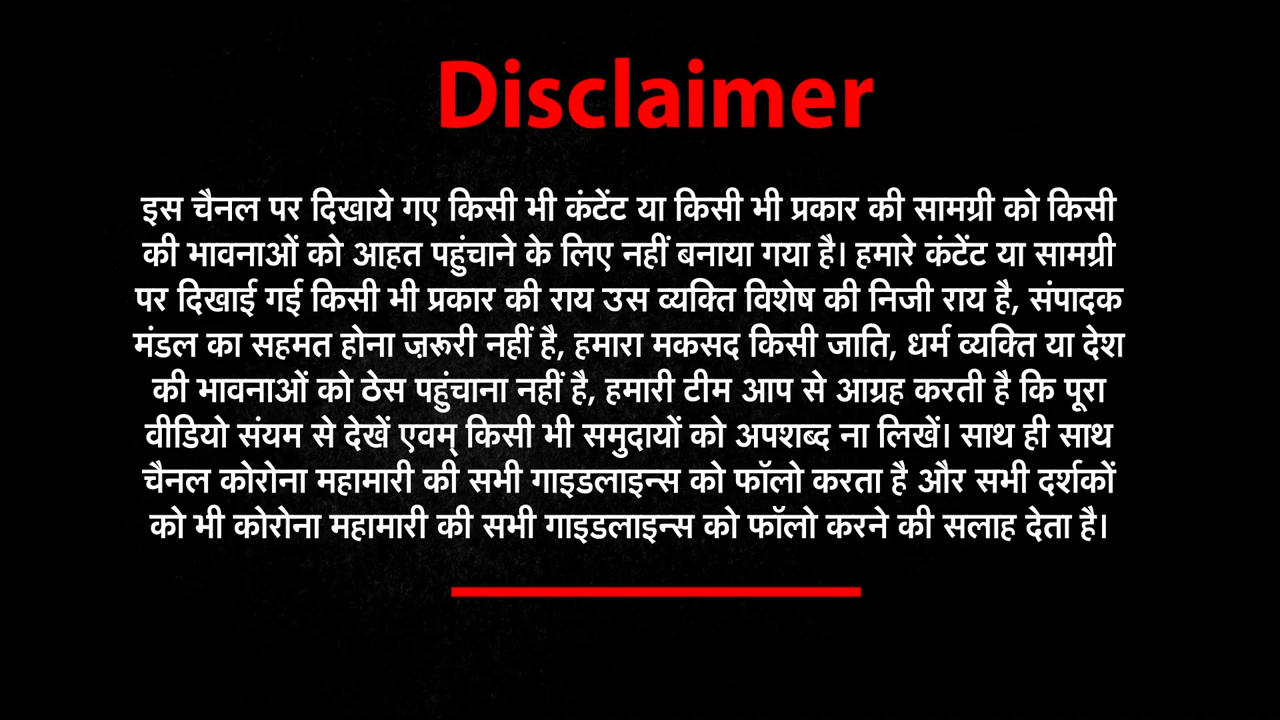 Disclaimer
इस चैनल पर दिखाये गए किसी भी कंटेंट या किसी भी प्रकार की सामग्री को किसी
की भावनाओं को आहत पहुंचाने के लिए नहीं बनाया गया है। हमारे कंटेंट या सामग्री
पर दिखाई गई किसी भी प्रकार की राय उस व्यक्ति विशेष की निजी राय है, संपादक
मंडल का सहमत होना ज़रूरी नहीं है, हमारा मकसद किसी जाति, धर्म व्यक्ति या देश
की भावनाओं को ठेस पहुंचाना नहीं है, हमारी टीम आप से आग्रह करती है कि पूरा
वीडियो संयम से देखें एवम् किसी भी समुदायों को अपशब्द ना लिखें। साथ ही साथ
चैनल कोरोना महामारी की सभी गाइडलाइन्स को फॉलो करता है और सभी दर्शकों
को भी कोरोना महामारी की सभी गाइडलाइन्स को फॉलो करने की सलाह देता है।